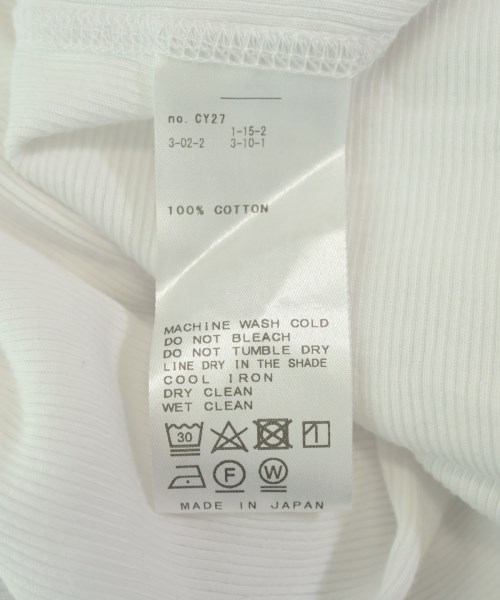 no. CY27
1-15-2
3-02-2 3-10-1
100% COTTON
MACHINE WASH COLD
DO NOT BLEACH
DO NOT TUMBLE DRY
LINE DRY IN THE SHADE
COOL IRON
DRY CLEAN
WET CLEAN
30
F W
MADE IN JAPAN